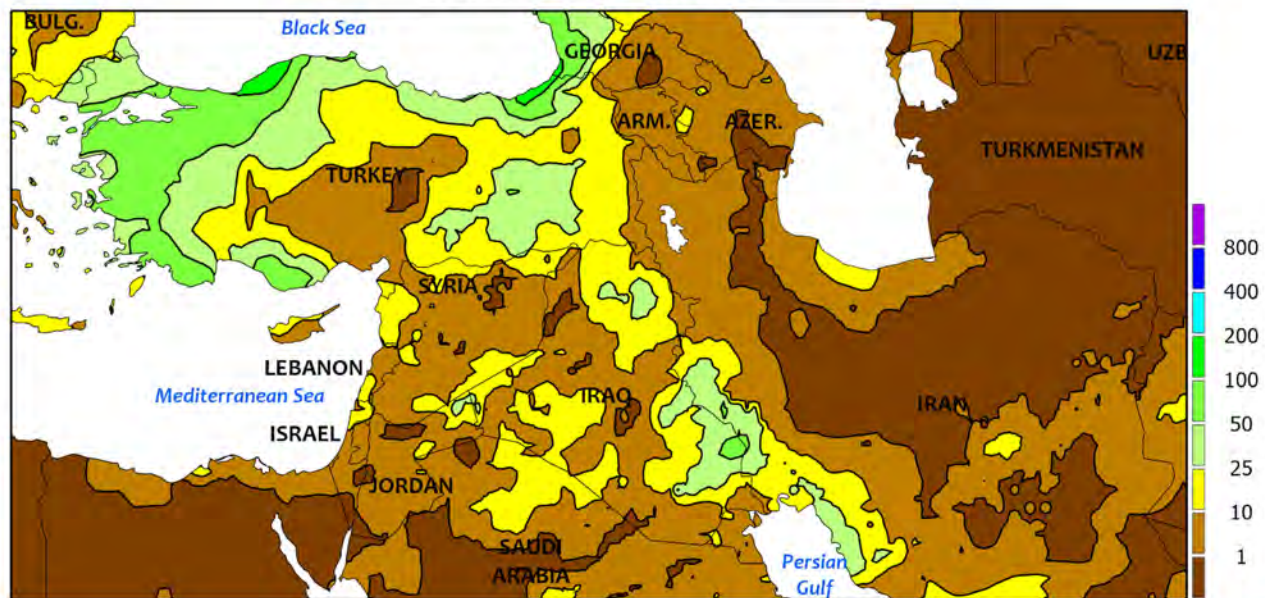 BULG.
Black Sea
GEORGIA
UZB
ARM.
AZER.
TURKMENISTAN
TURKEY
SYRIA
LEBANON
Mediterranean Sea
IRAQ
IRAN
ISRAEL
JORDAN
SAUDI
ARABIA
Persian
Gulf
800
400
200
100
50
25
10
1